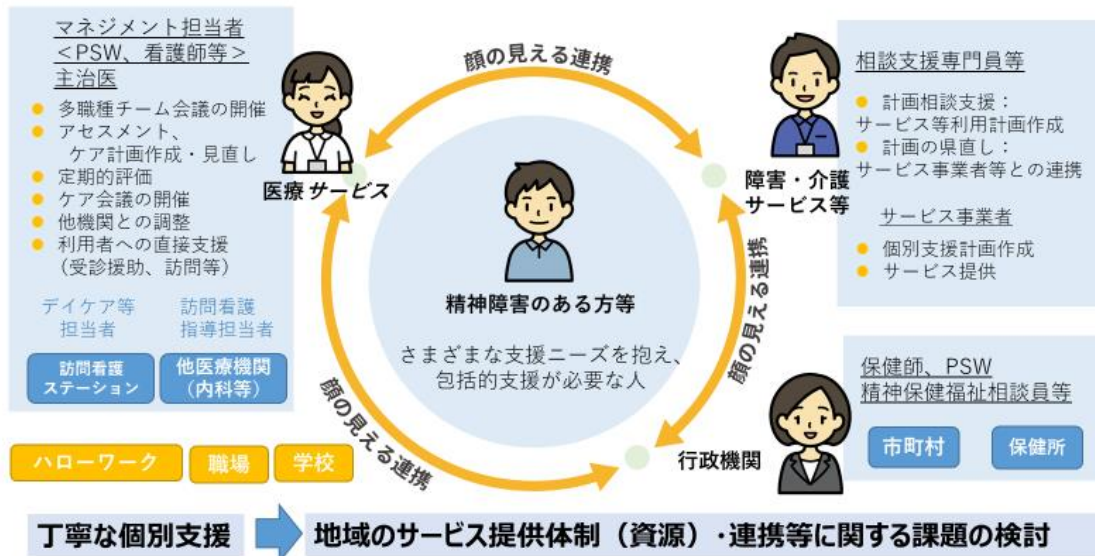 マネジメント担当者
＜PSW、看護師等＞
主治医
● 多職種チーム会議の開催
● アセスメント、
ケア計画作成・見直し
● 定期的評価
● ケア会議の開催
● 他機関との調整
● 利用者への直接支援
（受診援助、訪問等）
デイケア等
担当者
訪問看護
指導担当者
訪問看護
ステーション
他医療機関
（内科等）
医療サービス
顔の見える連携
相談支援専門員等
● 計画相談支援：
サービス等利用計画作成
● 計画の県直し：
サービス事業者等との連携
サービス事業者
● 個別支援計画作成
● サービス提供
障害・介護
サービス等
顔の見える連携
精神障害のある方等
さまざまな支援ニーズを抱え、
包括的支援が必要な人
顔の見える連携
保健師、PSW
精神保健福祉相談員等
市町村
保健所
行政機関
ハローワーク
職場
学校
丁寧な個別支援
地域のサービス提供体制（資源）・連携等に関する課題の検討